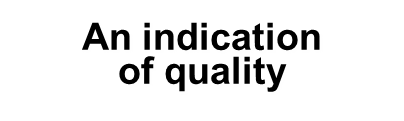 An indication
of quality